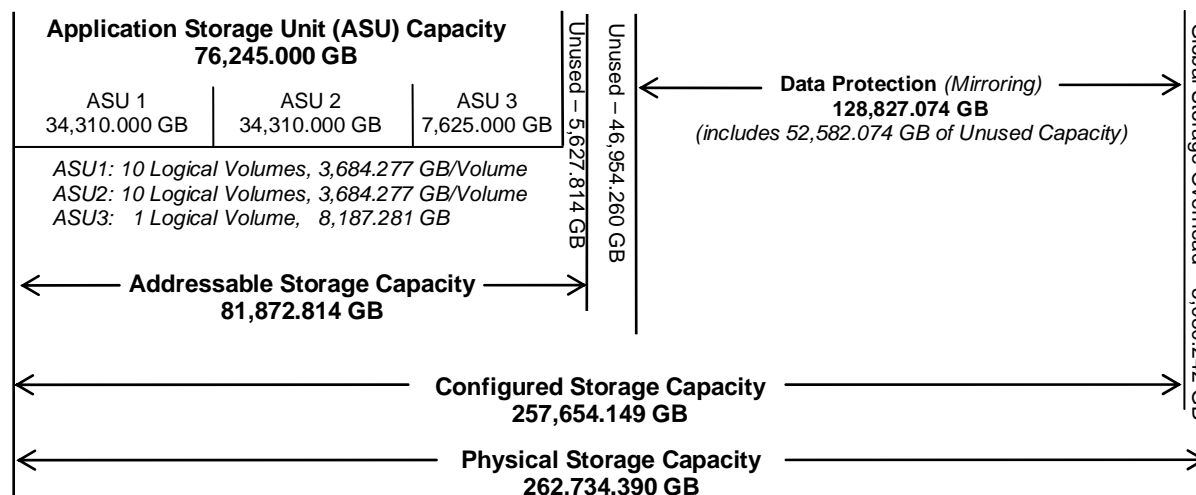 Application Storage Unit (ASU) Capacity
76,245.000 GB
ASU 1
34,310.000 GB
ASU 2
34,310.000 GB
ASU 3
7,625.000 GB
ASU1: 10 Logical Volumes, 3,684.277 GB/Volume
ASU2: 10 Logical Volumes, 3,684.277 GB/Volume
ASU3: 1 Logical Volume, 8,187.281 GB
Unused – 5,627.814 GB
Unused – 46,954.260 GB
Data Protection (Mirroring)
128,827.074 GB
(includes 52,582.074 GB of Unused Capacity)
Addressable Storage Capacity
81,872.814 GB
Configured Storage Capacity
257,654.149 GB
Physical Storage Capacity
262,734.390 GB